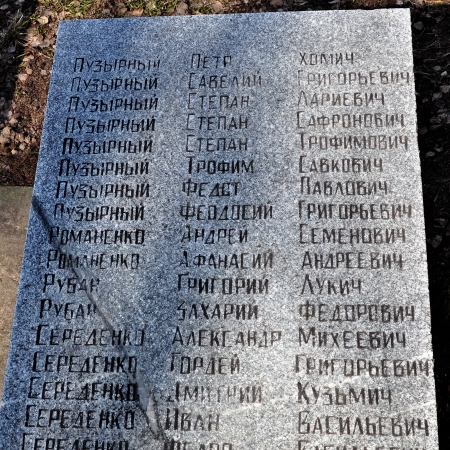 ПУЗЫРНЫЙ ПЕТР ХОМИЧ
ПУЗЫРНЫЙ САВЕЛИЙ ГРИГОРЬЕВИЧ
ПУЗЫРНЫЙ СТЕПАН ЛАРИЕВИЧ
ПУЗЫРНЫЙ СТЕПАН САФРОНОВИЧ
ПУЗЫРНЫЙ СТЕПАН ТРОФИМОВИЧ
ПУЗЫРНЫЙ ТРОФИМ САВКОВИЧ
ПУЗЫРНЫЙ ФЕДОТ ПАВЛОВИЧ
ПУЗЫРНЫЙ ФЕОДОСИЙ ГРИГОРЬЕВИЧ
РОМАНЕНКО АНДРЕЙ СЕМЕНОВИЧ
РОМАНЕНКО АФАНАСИЙ АНДРЕЕВИЧ
РУБАН ГРИГОРИЙ ЛУКИЧ
РУБАН ЗАХАРИЙ ФЕДОРОВИЧ
СЕРЕДЕНКО АЛЕКСАНДР МИХЕЕВИЧ
СЕРЕДЕНКО ГОРДЕЙ ГРИГОРЬЕВИЧ
СЕРЕДЕНКО ДМИТРИЙ КУЗЬМИЧ
СЕРЕДЕНКО ИВАН ВАСИЛЬЕВИЧ
СЕРЕДЕНКО